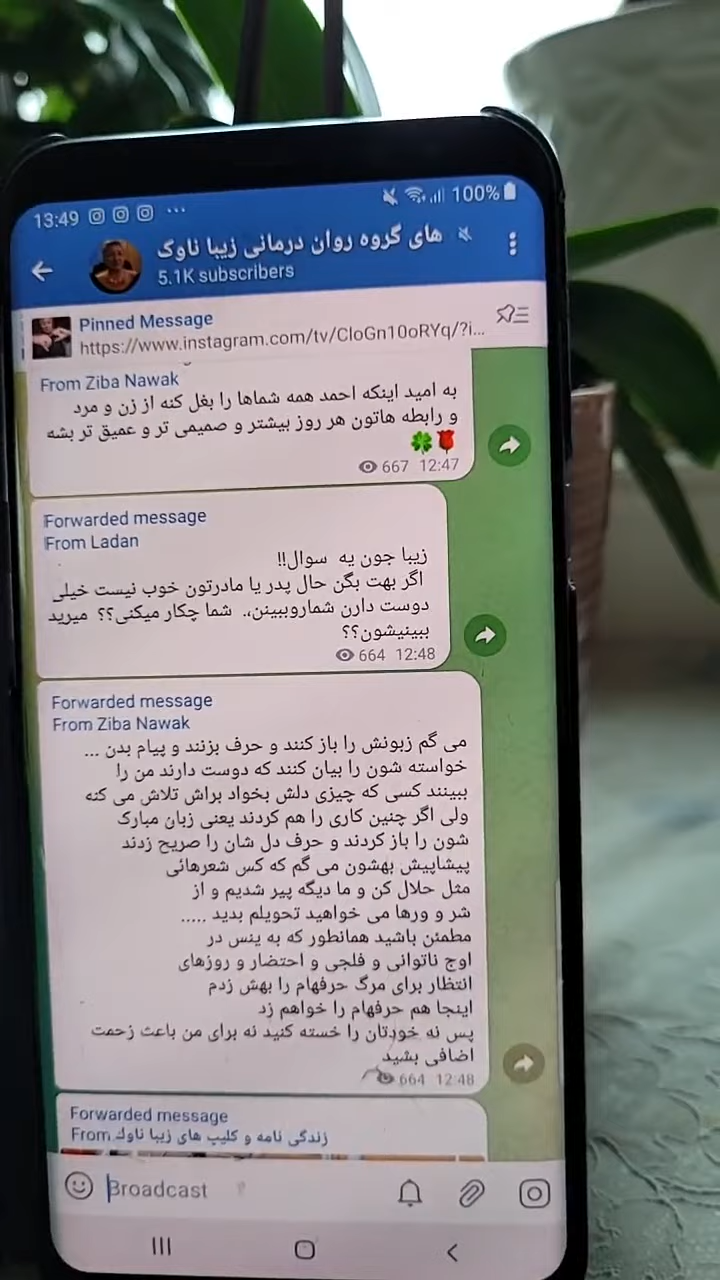 13:49
100%
های گروه روان درمانی زیبا ناوک
5.1K subscribers
Pinned Message
https://www.instagram.com/tv/CloGn10oRYq/?i...
From Ziba Nawak
به امید اینکه احمد همه شماها را بغل کنه از زن و مرد
و رابطه هاتون هر روز بیشتر و صمیمی تر و عمیق تر بشه
🍀🌹
667 12:47
Forwarded message
From Ladan
زیبا جون یه سوال!!
اگر بهت بگن حال پدر یا مادرتون خوب نیست خیلی
دوست دارن شماروببینن،. شما چکار میکنی؟؟ میرید
ببینیشون؟؟
664 12:48
Forwarded message
From Ziba Nawak
می گم زبونش را باز کنند و حرف بزنند و پیام بدن ...
خواسته شون را بیان کنند که دوست دارند من را
ببینند کسی که چیزی دلش بخواد براش تلاش می کنه
ولی اگر چنین کاری را هم کردند یعنی زبان مبارک
شون را باز کردند و حرف دل شان را صریح زدند
پیشاپیش بهشون می گم که کس شعرهائی
مثل حلال کن و ما دیگه پیر شدیم و از
شر و ورها می خواهید تحویلم بدید .....
مطمئن باشید همانطور که به ینس در
اوج ناتوانی و فلجی و احتضار و روزهای
انتظار برای مرگ حرفهام را بهش زدم
اینجا هم حرفهام را خواهم زد
پس نه خودتان را خسته کنید نه برای من باعث زحمت
اضافی بشید
664 12:48
Forwarded message
From زندگی نامه و کلیپ های زیبا ناوک
Broadcast